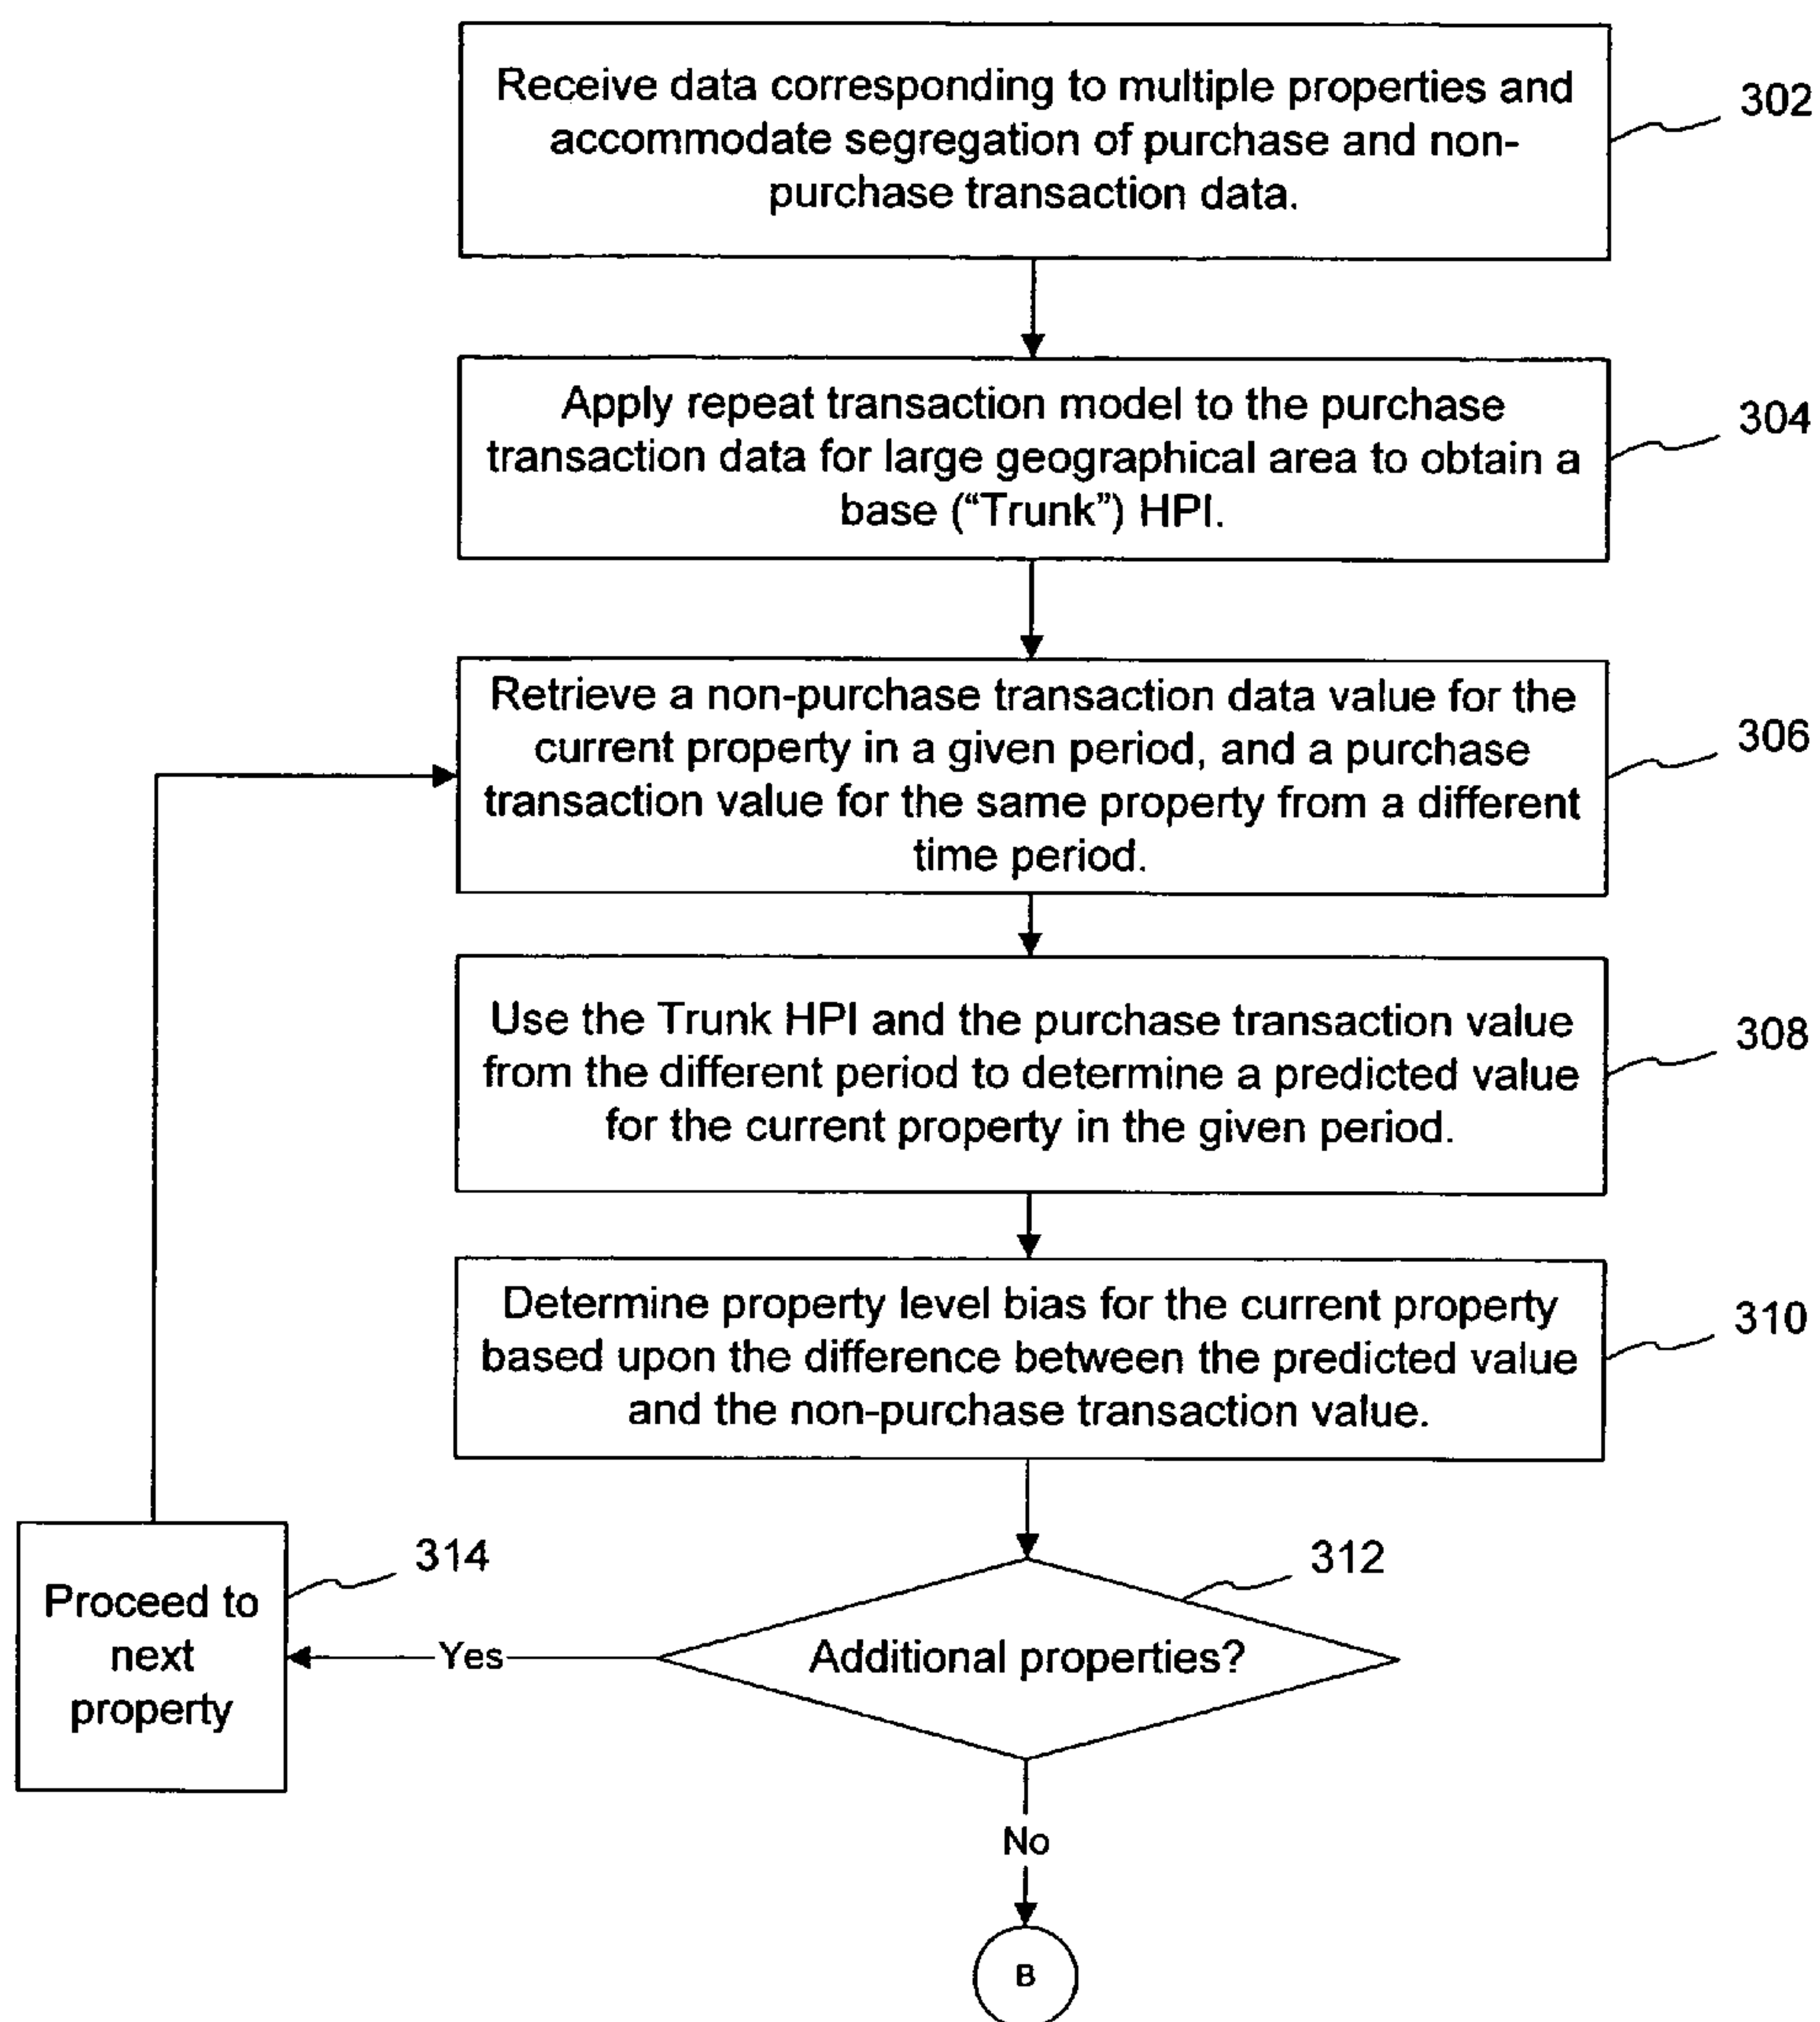 Receive data corresponding to multiple properties and
accommodate segregation of purchase and non-
purchase transaction data.
302
Apply repeat transaction model to the purchase
transaction data for large geographical area to obtain a
base (“Trunk”) HPI.
304
Retrieve a non-purchase transaction data value for the
current property in a given period, and a purchase
transaction value for the same property from a different
time period.
306
Use the Trunk HPI and the purchase transaction value
from the different period to determine a predicted value
for the current property in the given period.
308
Determine property level bias for the current property
based upon the difference between the predicted value
and the non-purchase transaction value.
310
Proceed to
next
property
314
Yes
Additional properties?
312
No
B